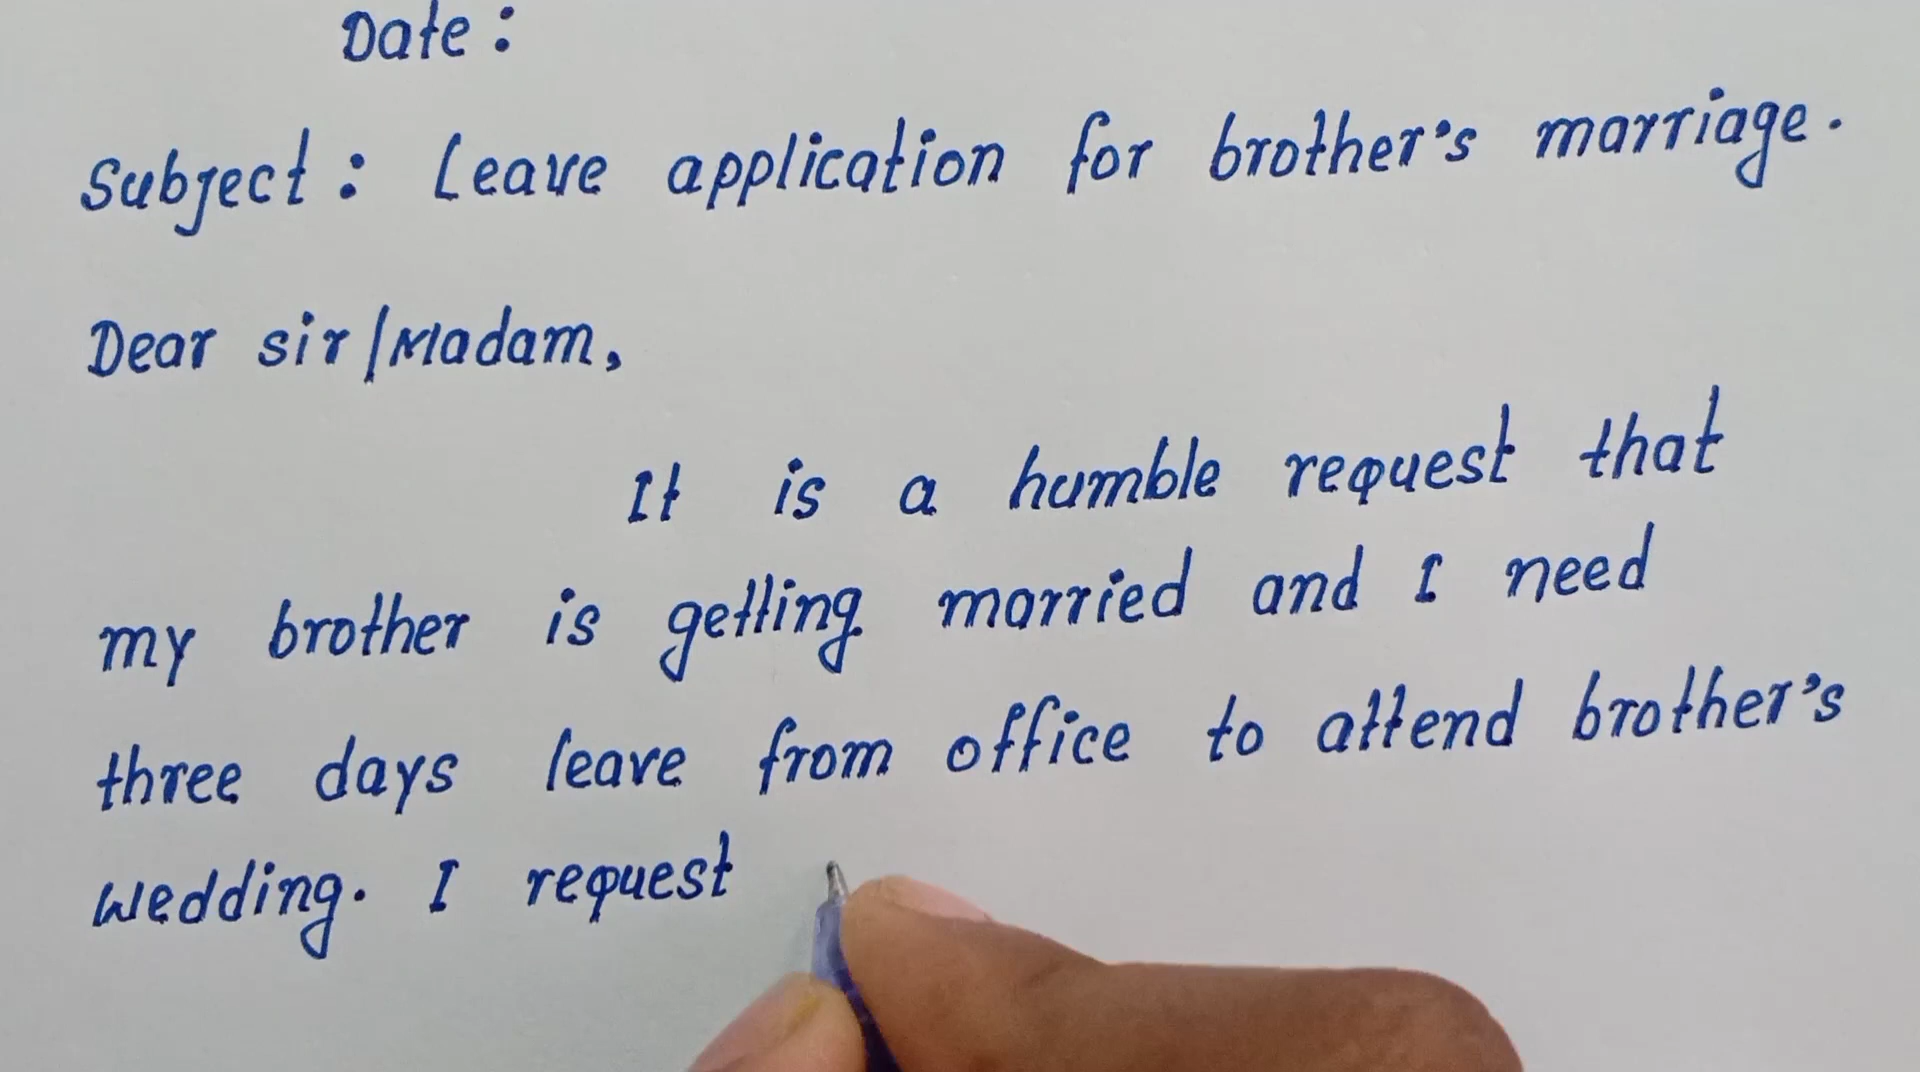 Date :
Subject : Leave application for brother's marriage.
Dear sir/Madam,
It is a humble request that
my brother is getting married and I need
three days leave from office to attend brother's
wedding. I request